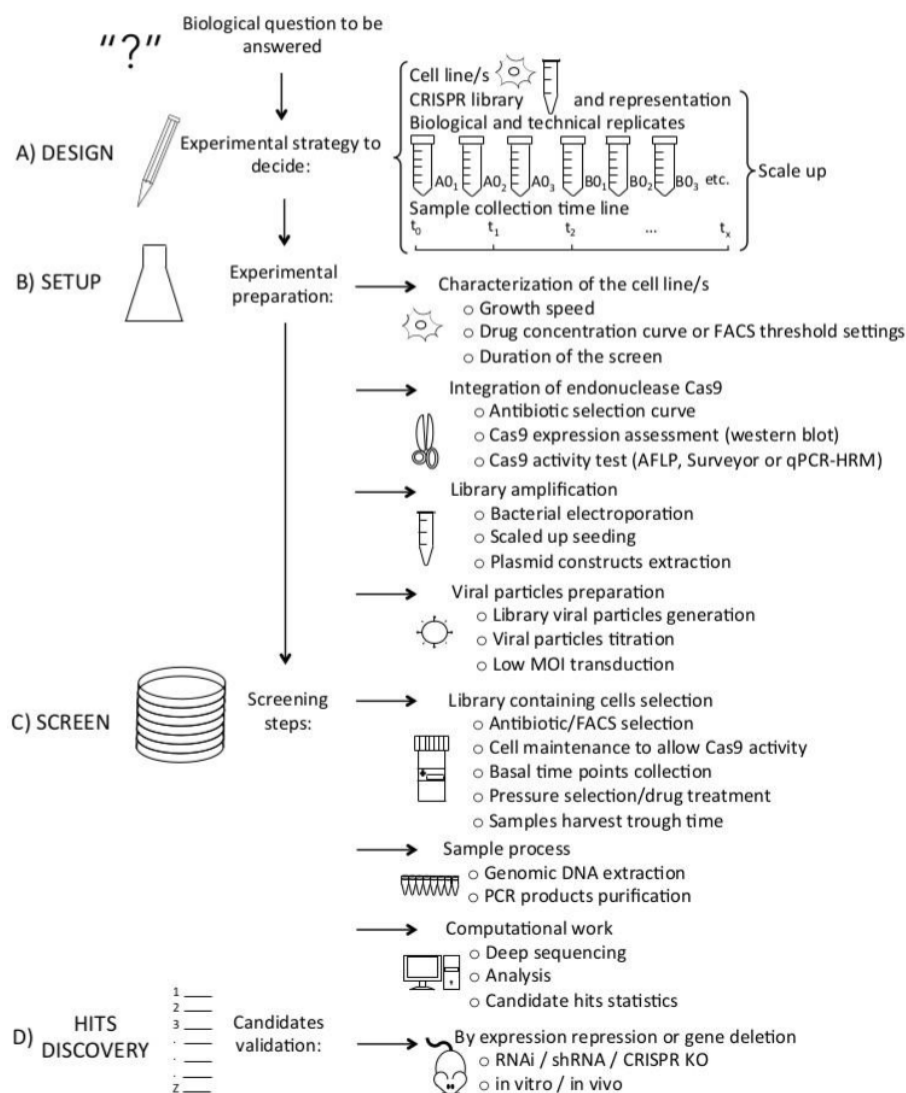 "?"
Biological question to be
answered
A) DESIGN
Experimental strategy to
decide:
Cell line/s
CRISPR library and representation
Biological and technical replicates
A0₁ A0₂ A0₃ B0₁ B0₂ B0₃ etc.
Sample collection time line
t₀ t₁ t₂ ... tₓ
Scale up
B) SETUP
Experimental
preparation:
Characterization of the cell line/s
o Growth speed
o Drug concentration curve or FACS threshold settings
o Duration of the screen
Integration of endonuclease Cas9
o Antibiotic selection curve
o Cas9 expression assessment (western blot)
o Cas9 activity test (AFLP, Surveyor or qPCR-HRM)
Library amplification
o Bacterial electroporation
o Scaled up seeding
o Plasmid constructs extraction
Viral particles preparation
o Library viral particles generation
o Viral particles titration
o Low MOI transduction
C) SCREEN
Screening
steps:
Library containing cells selection
o Antibiotic/FACS selection
o Cell maintenance to allow Cas9 activity
o Basal time points collection
o Pressure selection/drug treatment
o Samples harvest trough time
Sample process
o Genomic DNA extraction
o PCR products purification
Computational work
o Deep sequencing
o Analysis
o Candidate hits statistics
D) HITS
DISCOVERY
1
2
3
.
.
.
Z
Candidates
validation:
By expression repression or gene deletion
o RNAi / shRNA / CRISPR KO
o in vitro / in vivo